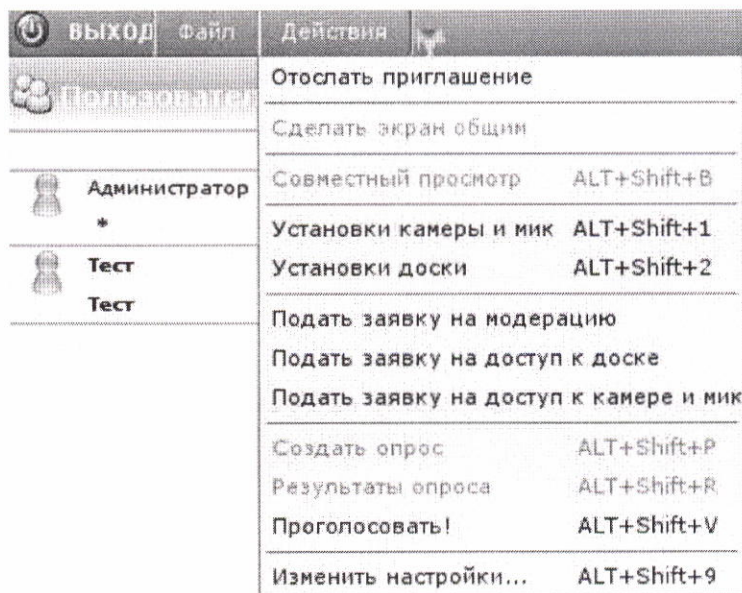 ВЫХОД Файл Действия
Пользовател
Администратор
*
Тест
Тест
Отослать приглашение
Сделать экран общим
Совместный просмотр ALT+Shift+B
Установки камеры и мик ALT+Shift+1
Установки доски ALT+Shift+2
Подать заявку на модерацию
Подать заявку на доступ к доске
Подать заявку на доступ к камере и мик
Создать опрос ALT+Shift+P
Результаты опроса ALT+Shift+R
Проголосовать! ALT+Shift+V
Изменить настройки... ALT+Shift+9